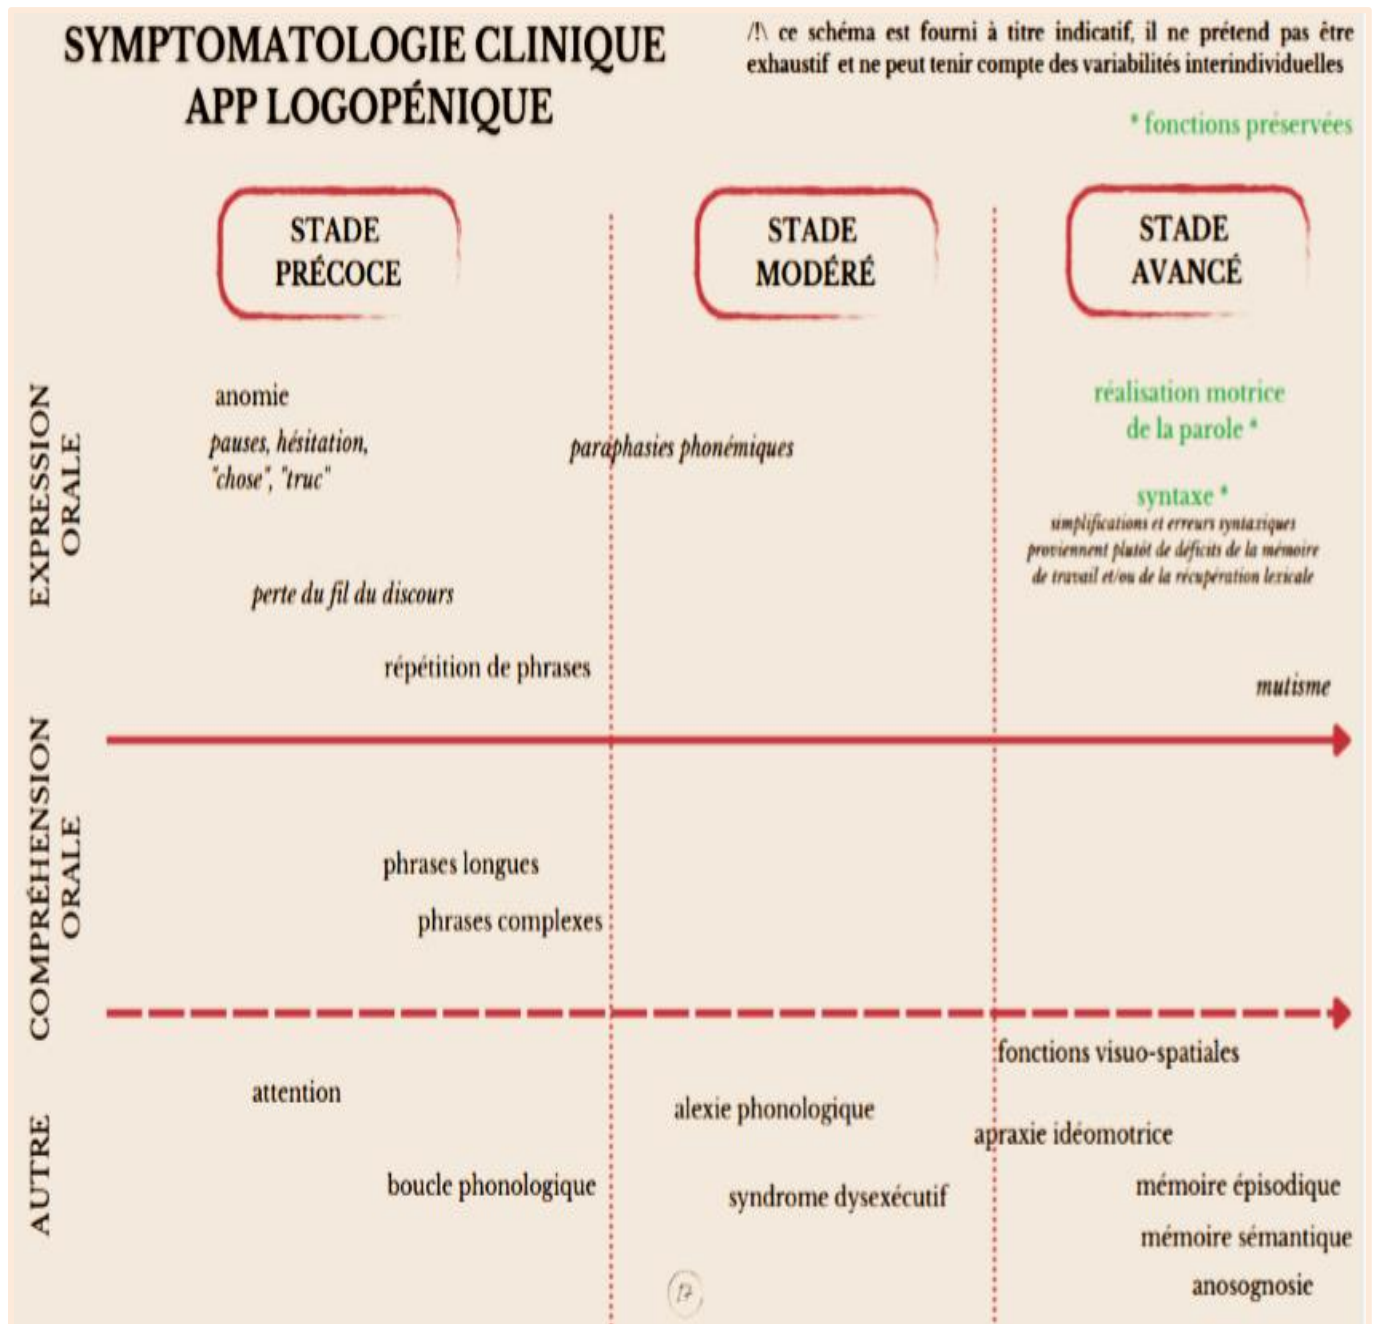 SYMPTOMATOLOGIE CLINIQUE
APP LOGOPÉNIQUE
/!\ ce schéma est fourni à titre indicatif, il ne prétend pas être
exhaustif et ne peut tenir compte des variabilités interindividuelles
* fonctions préservées
STADE
PRÉCOCE
STADE
MODÉRÉ
STADE
AVANCÉ
EXPRESSION
ORALE
anomie
pauses, hésitation,
"chose", "truc"
paraphasies phonémiques
réalisation motrice
de la parole *
syntaxe *
simplifications et erreurs syntaxiques
proviennent plutôt de déficits de la mémoire
de travail et/ou de la récupération lexicale
perte du fil du discours
répétition de phrases
mutisme
COMPRÉHENSION
ORALE
phrases longues
phrases complexes
AUTRE
fonctions visuo-spatiales
attention
alexie phonologique
apraxie idéomotrice
boucle phonologique
syndrome dysexécutif
mémoire épisodique
mémoire sémantique
anosognosie